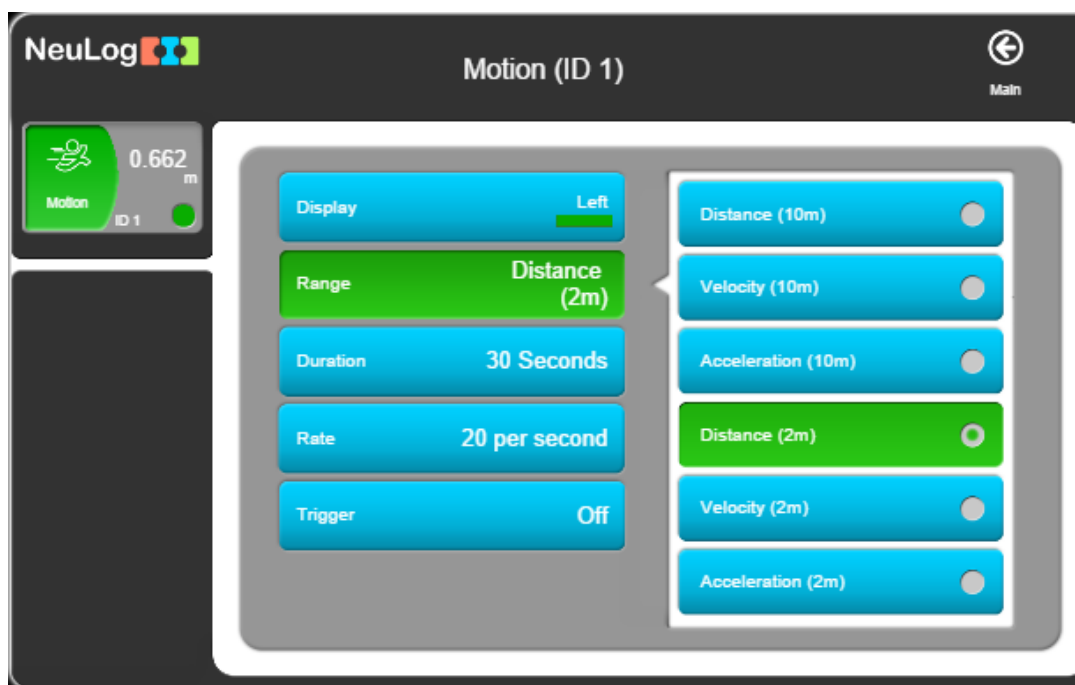 NeuLog
Motion (ID 1)
Main
0.662
m
Motion
ID 1
Display
Left
Range
Distance
(2m)
Duration
30 Seconds
Rate
20 per second
Trigger
Off
Distance (10m)
Velocity (10m)
Acceleration (10m)
Distance (2m)
Velocity (2m)
Acceleration (2m)